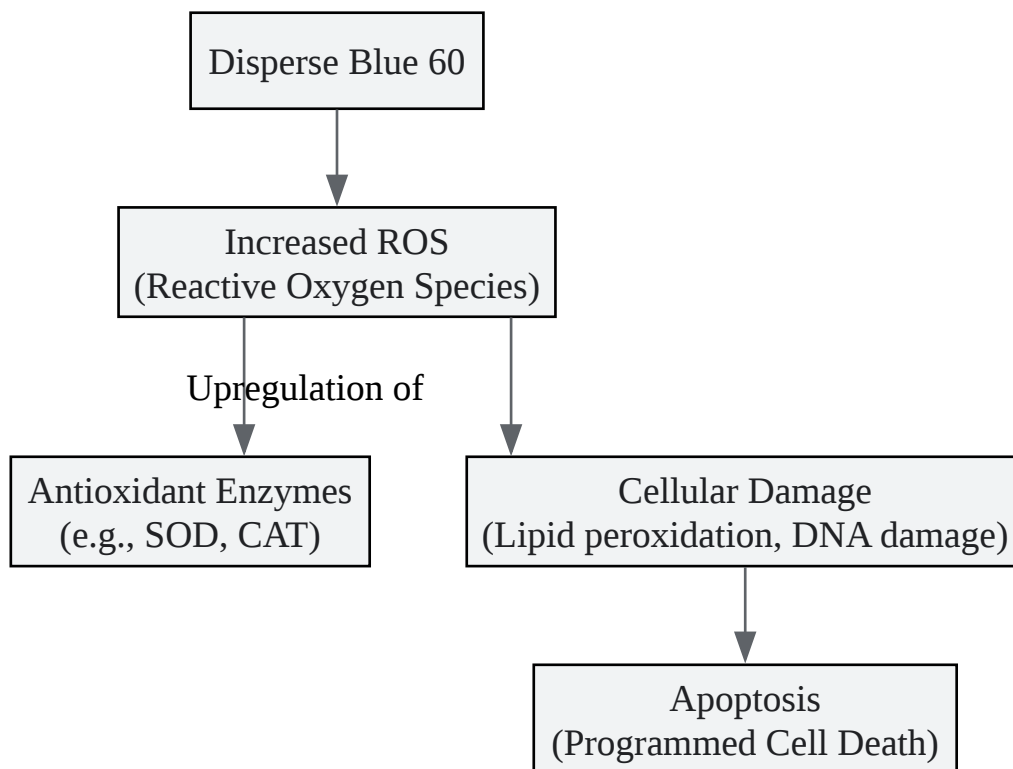 Disperse Blue 60
Increased ROS
(Reactive Oxygen Species)
Upregulation of
Antioxidant Enzymes
(e.g., SOD, CAT)
Cellular Damage
(Lipid peroxidation, DNA damage)
Apoptosis
(Programmed Cell Death)